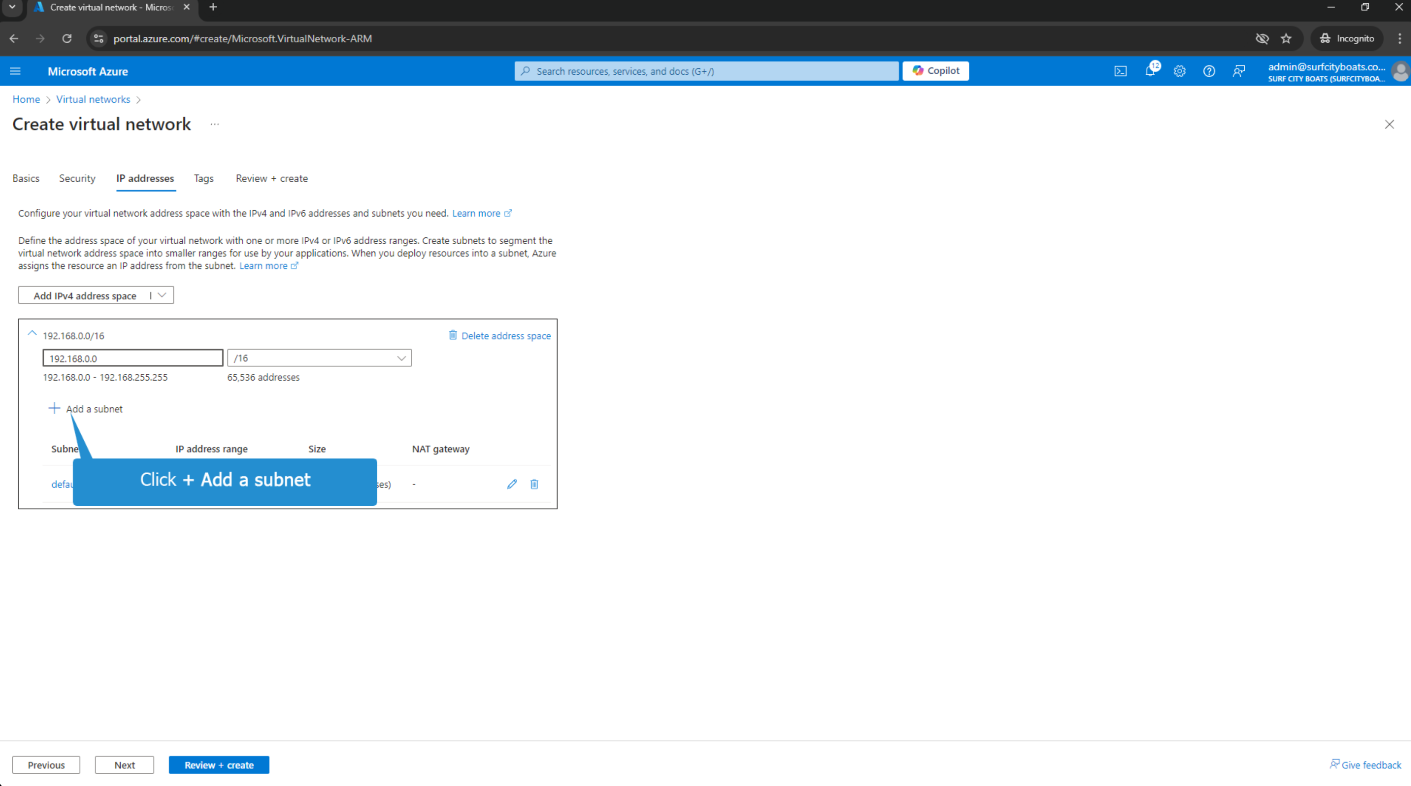 Create virtual network - Micros
portal.azure.com/#create/Microsoft.VirtualNetwork-ARM
Incognito
Microsoft Azure
Search resources, services, and docs (G+/)
Copilot
12
admin@surfcityboats.co...
SURF CITY BOATS (SURFCITYBOA...
Home > Virtual networks >
Create virtual network ...
Basics Security IP addresses Tags Review + create
Configure your virtual network address space with the IPv4 and IPv6 addresses and subnets you need. Learn more
Define the address space of your virtual network with one or more IPv4 or IPv6 address ranges. Create subnets to segment the
virtual network address space into smaller ranges for use by your applications. When you deploy resources into a subnet, Azure
assigns the resource an IP address from the subnet. Learn more
Add IPv4 address space
192.168.0.0/16 Delete address space
192.168.0.0 /16
192.168.0.0 - 192.168.255.255 65,536 addresses
+ Add a subnet
Subne IP address range Size NAT gateway
Click + Add a subnet
defau ses) -
Previous Next Review + create Give feedback